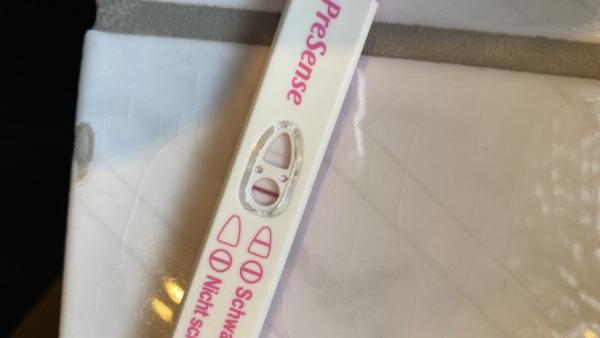 PreSense
Schwa
Nicht sc